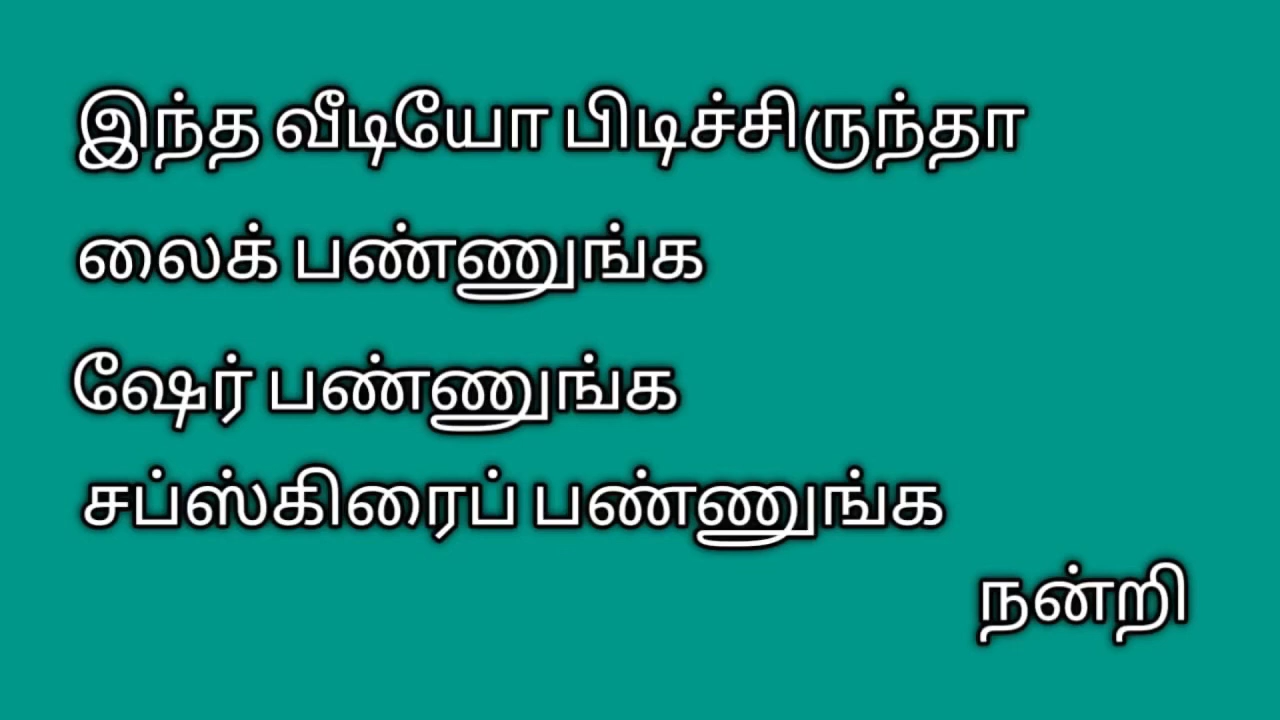 இந்த வீடியோ பிடிச்சிருந்தா
லைக் பண்ணுங்க
ஷேர் பண்ணுங்க
சப்ஸ்கிரைப் பண்ணுங்க
நன்றி